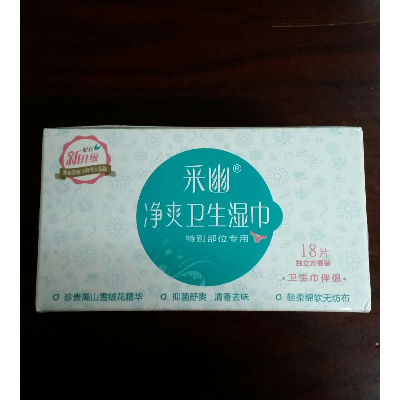 配方
新升级
采幽®
净爽卫生湿巾
特别部位专用
18片
独立方便装
·卫生巾伴侣·
珍贵高山雪绒花精华
抑菌舒爽 清香去味
轻柔绵软无纺布